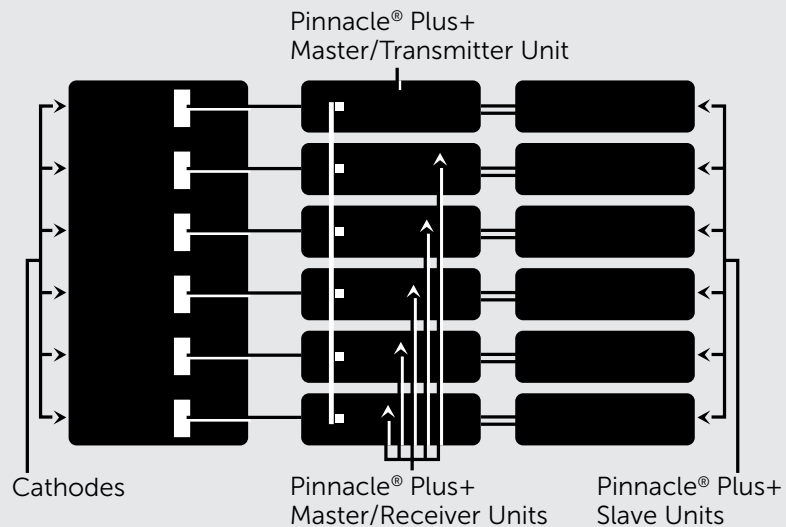 Pinnacle® Plus+
Master/Transmitter Unit
Cathodes
Pinnacle® Plus+
Master/Receiver Units
Pinnacle® Plus+
Slave Units